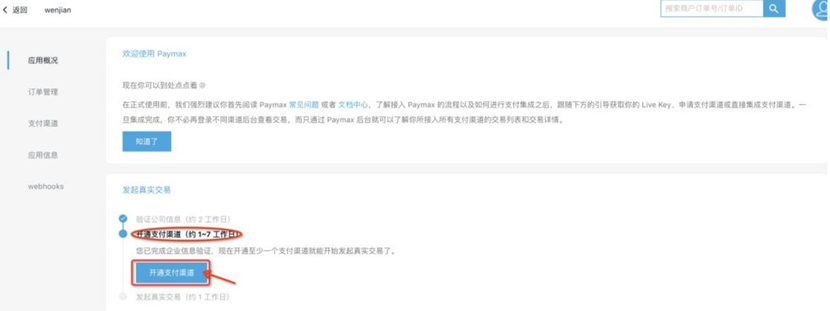 返回 wenjian
搜索商户订单号/订单ID
应用概况
订单管理
支付渠道
应用信息
webhooks
欢迎使用 Paymax
现在你可以到处点点看
在正式使用前，我们强烈建议你首先阅读 Paymax 常见问题 或者 文档中心，了解接入 Paymax 的流程以及如何进行支付集成之后，跟随下方的引导获取你的 Live Key，申请支付渠道或直接集成支付渠道。一
旦集成完成，你不必再登录不同渠道后台查看交易，而只通过 Paymax 后台就可以了解你所接入所有支付渠道的交易列表和交易详情。
知道了
发起真实交易
验证公司信息（约 2 工作日）
开通支付渠道（约 1~7 工作日）
您已完成企业信息验证，现在开通至少一个支付渠道就能开始发起真实交易了。
开通支付渠道
发起真实交易（约 1 工作日）